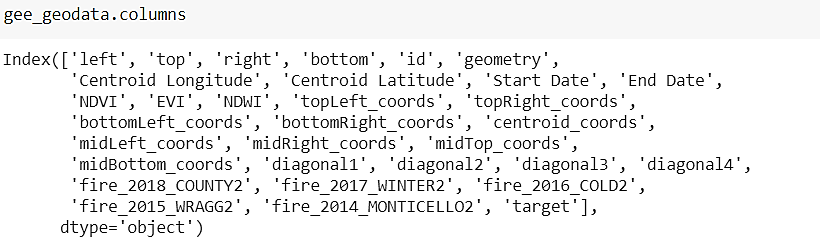 gee_geodata.columns
Index(['left', 'top', 'right', 'bottom', 'id', 'geometry',
'Centroid Longitude', 'Centroid Latitude', 'Start Date', 'End Date',
'NDVI', 'EVI', 'NDWI', 'topLeft_coords', 'topRight_coords',
'bottomLeft_coords', 'bottomRight_coords', 'centroid_coords',
'midLeft_coords', 'midRight_coords', 'midTop_coords',
'midBottom_coords', 'diagonal1', 'diagonal2', 'diagonal3', 'diagonal4',
'fire_2018_COUNTY2', 'fire_2017_WINTER2', 'fire_2016_COLD2',
'fire_2015_WRAGG2', 'fire_2014_MONTICELLO2', 'target'],
dtype='object')